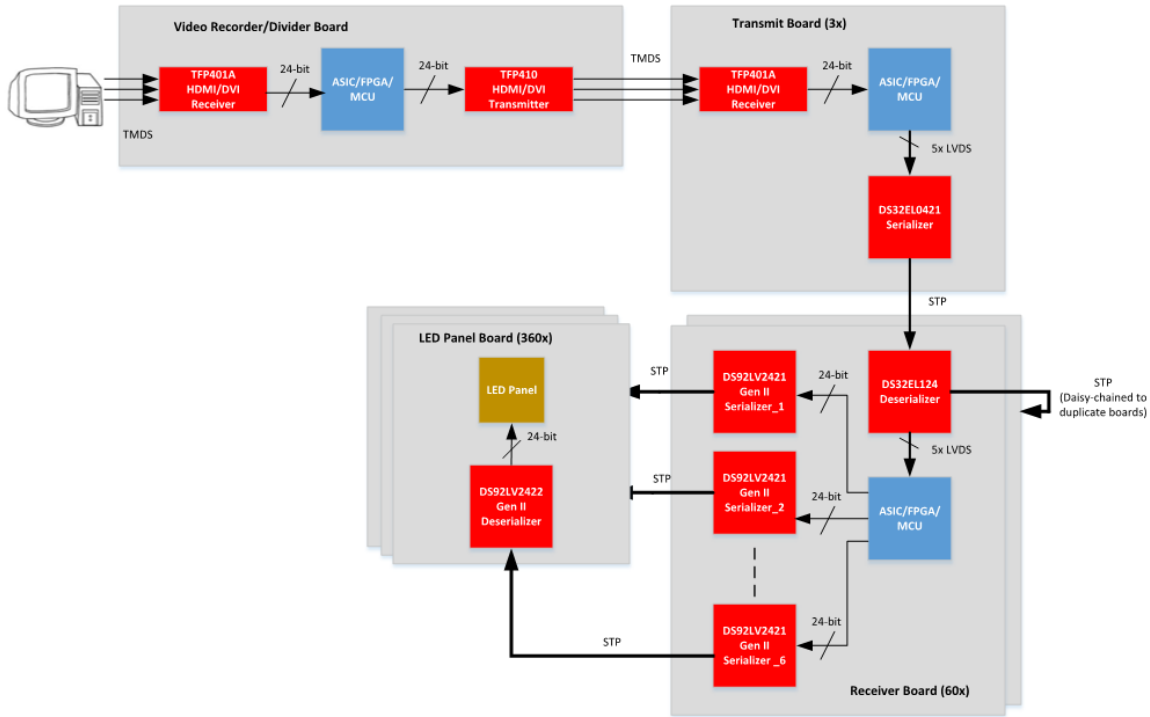 Video Recorder/Divider Board
TFP401A
HDMI/DVI
Receiver
24-bit
ASIC/FPGA/
MCU
24-bit
TFP410
HDMI/DVI
Transmitter
TMDS
TMDS
Transmit Board (3x)
TFP401A
HDMI/DVI
Receiver
24-bit
ASIC/FPGA/
MCU
5x LVDS
DS32EL0421
Serializer
STP
LED Panel Board (360x)
LED Panel
24-bit
DS92LV2422
Gen II
Deserializer
STP
STP
STP
DS92LV2421
Gen II
Serializer_1
24-bit
DS92LV2421
Gen II
Serializer_2
24-bit
DS92LV2421
Gen II
Serializer _6
24-bit
DS32EL124
Deserializer
5x LVDS
ASIC/FPGA/
MCU
STP
(Daisy-chained to
duplicate boards)
Receiver Board (60x)